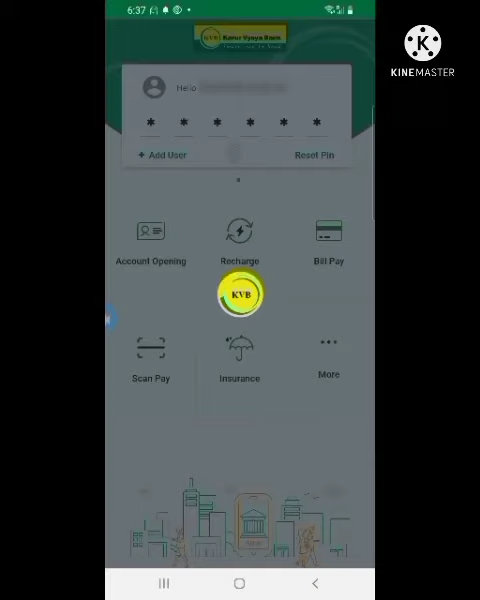 6:37
KVB Karur Vysya Bank
K
KINEMASTER
Hello
* * * * * *
+ Add User
Reset Pin
Account Opening
Recharge
Bill Pay
KVB
Scan Pay
Insurance
More